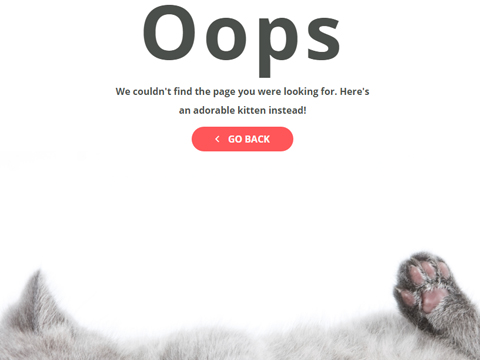 Oops
We couldn't find the page you were looking for. Here's
an adorable kitten instead!
GO BACK